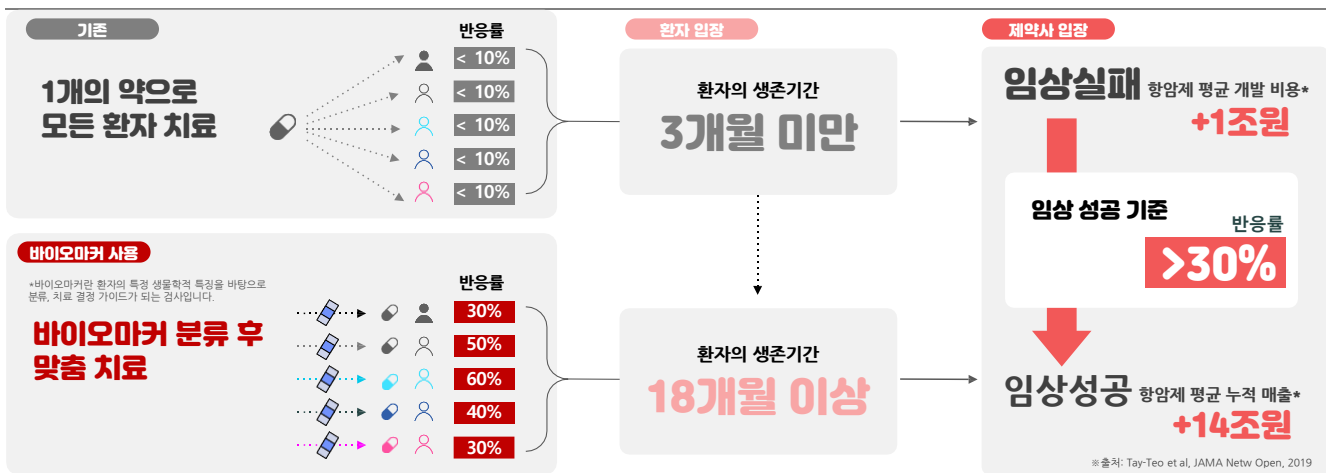 기존
1개의 약으로
모든 환자 치료
반응률
< 10%
< 10%
< 10%
< 10%
< 10%
바이오마커 사용
*바이오마커란 환자의 특정 생물학적 특징을 바탕으로
분류, 치료 결정 가이드가 되는 검사입니다.
바이오마커 분류 후
맞춤 치료
반응률
30%
50%
60%
40%
30%
환자 입장
환자의 생존기간
3개월 미만
환자의 생존기간
18개월 이상
제약사 입장
임상실패 항암제 평균 개발 비용*
+1조원
임상 성공 기준
반응률
>30%
임상성공 항암제 평균 누적 매출*
+14조원
※출처: Tay-Teo et al, JAMA Netw Open, 2019